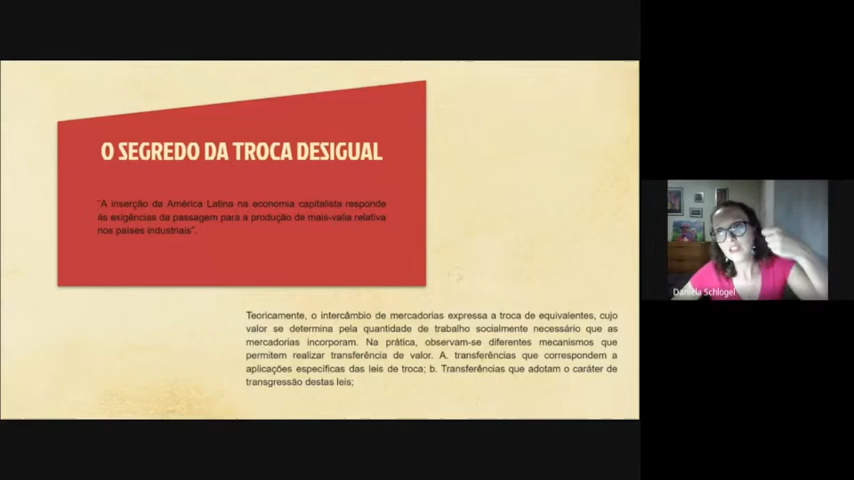 O SEGREDO DA TROCA DESIGUAL
"A inserção da América Latina na economia capitalista responde
às exigências da passagem para a produção de mais-valia relativa
nos países industriais".
Teoricamente, o intercâmbio de mercadorias expressa a troca de equivalentes, cujo
valor se determina pela quantidade de trabalho socialmente necessário que as
mercadorias incorporam. Na prática, observam-se diferentes mecanismos que
permitem realizar transferência de valor. A. transferências que correspondem a
aplicações específicas das leis de troca; b. Transferências que adotam o caráter de
transgressão destas leis;
Daniela Schlogel